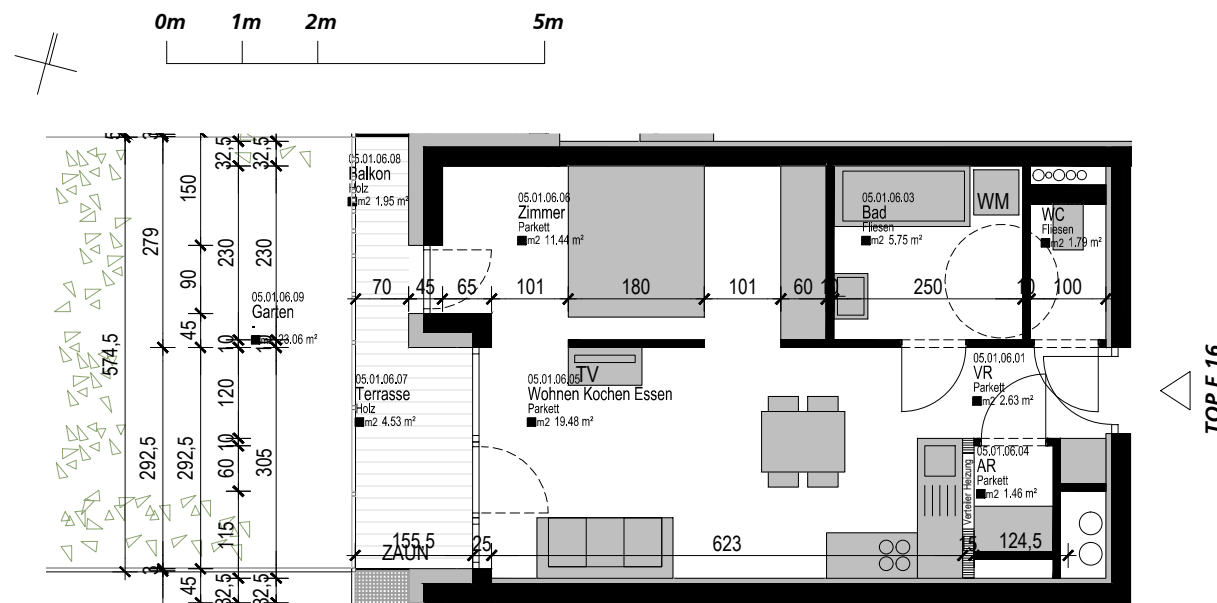 0m 1m 2m 5m
05.01.06.08
Balkon
Holz
m2 1.95 m²
05.01.06.06
Zimmer
Parkett
m2 11.44 m²
05.01.06.03
Bad
Fliesen
m2 5.75 m²
WM
WC
Fliesen
m2 1.79 m²
32,5 32,5
150
279
230 230
90
45
574,5
10
70 45 65 101 180 101 60 10 250 10 100
05.01.06.09
Garten
-
m2 23.06 m²
05.01.06.07
Terrasse
Holz
m2 4.53 m²
TV
05.01.06.05
Wohnen Kochen Essen
Parkett
m2 19.48 m²
05.01.06.01
VR
Parkett
m2 2.63 m²
TOP F 16
120
10
292,5 292,5 60 305
115
05.01.06.04
AR
Parkett
m2 1.46 m²
Verteiler Heizung
155,5 25 623 15 124,5
ZAUN
45 32,5 32,5